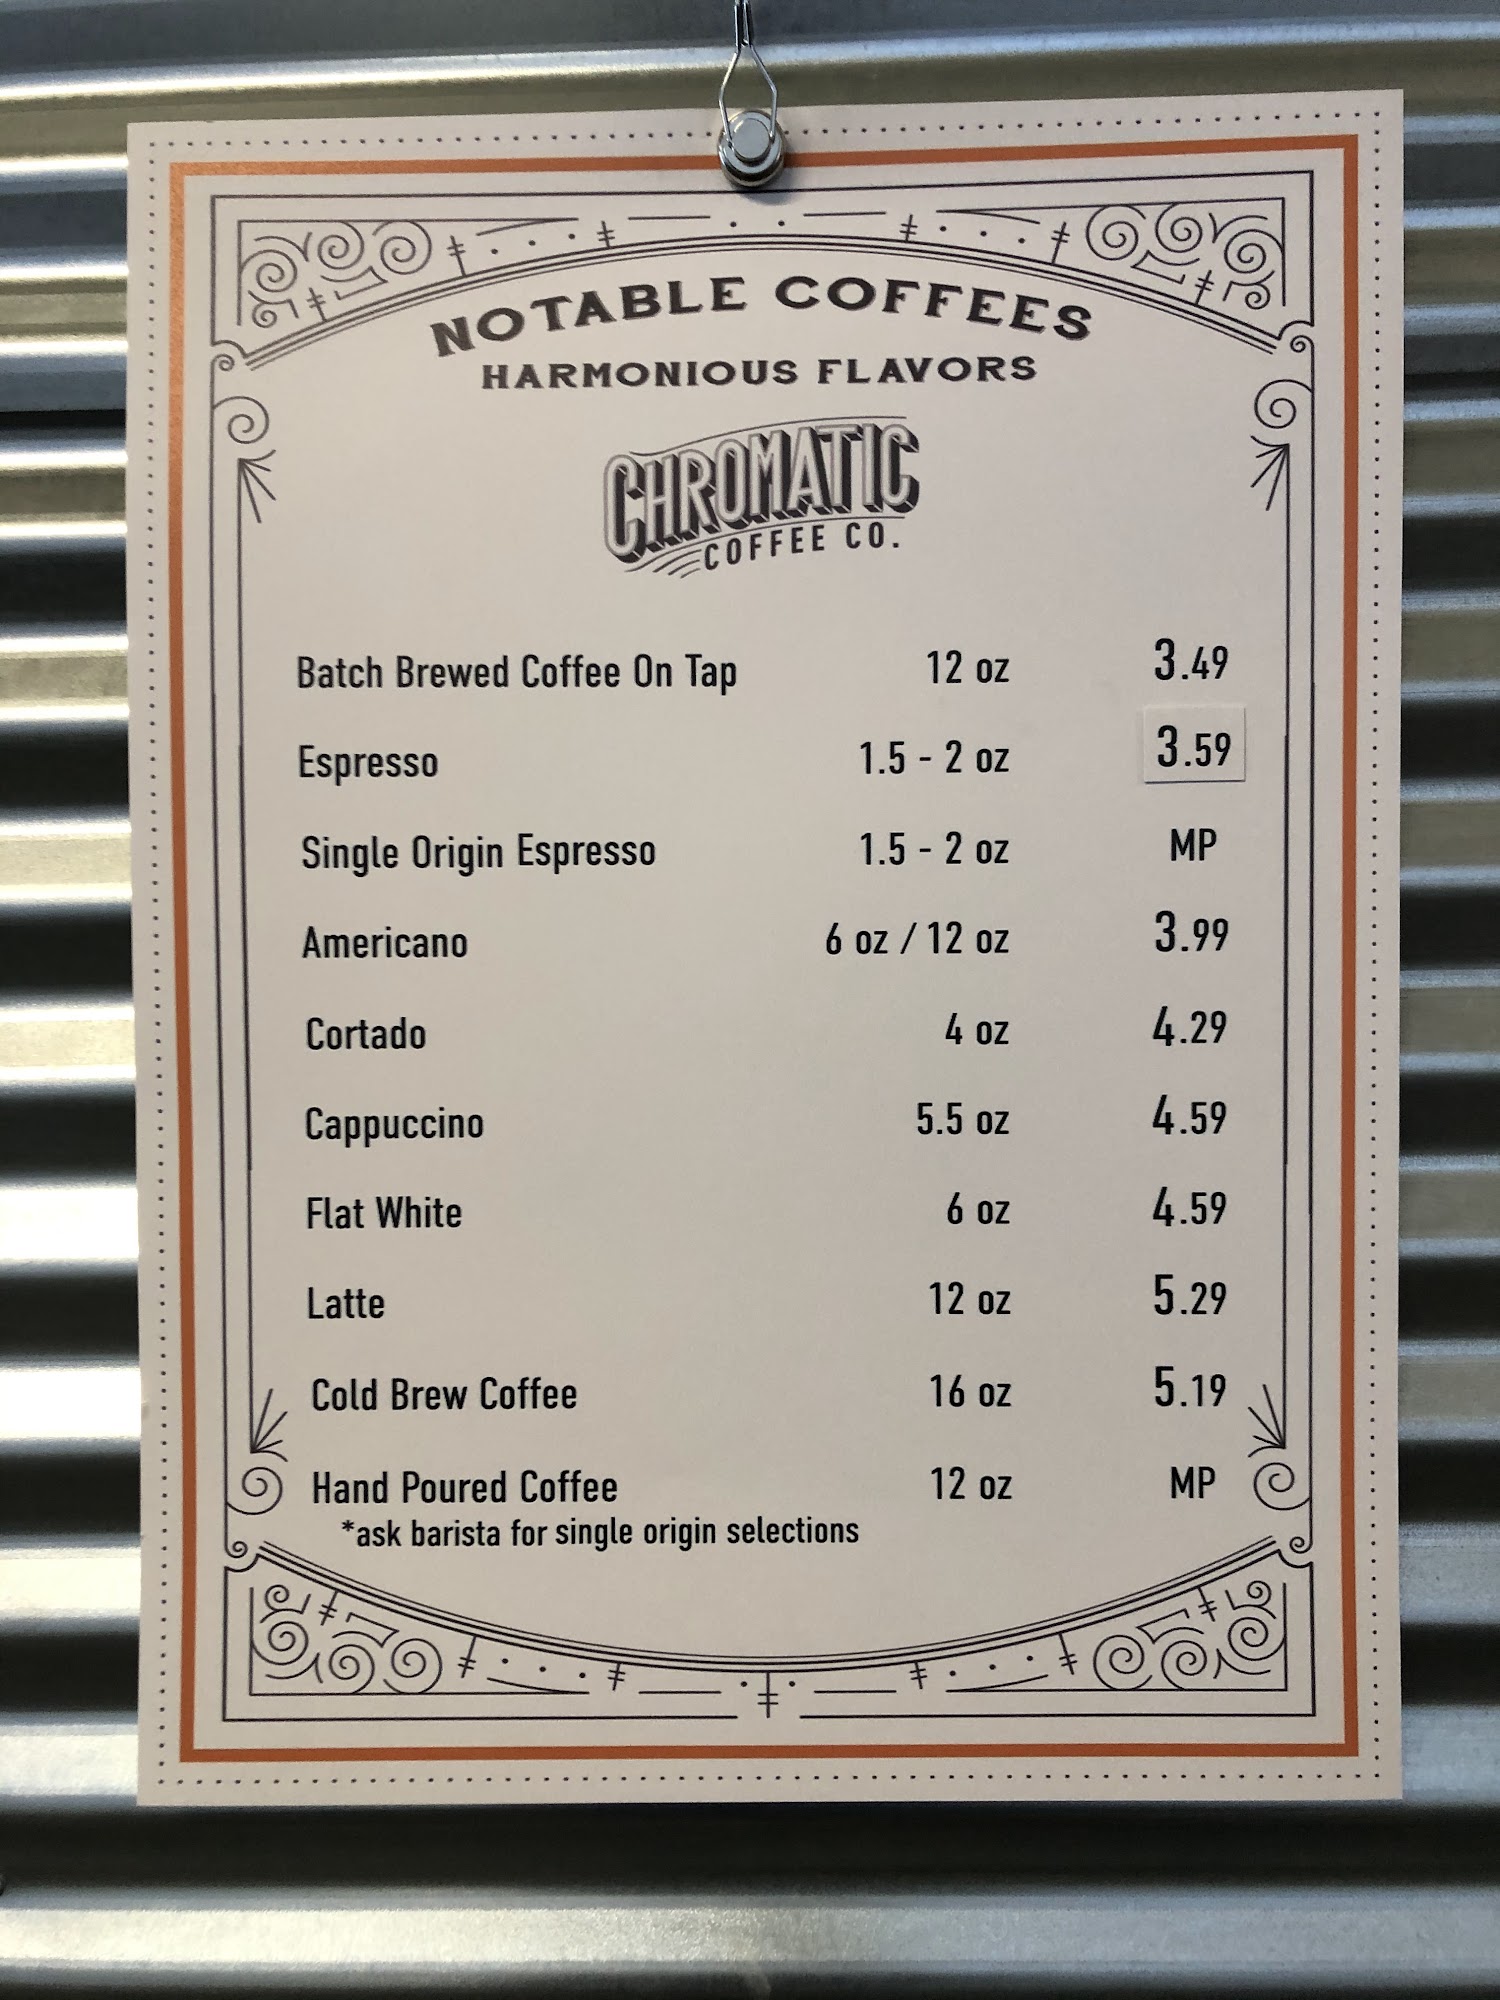 NOTABLE COFFEES
HARMONIOUS FLAVORS
CHROMATIC
COFFEE CO.
Batch Brewed Coffee On Tap 12 oz 3.49
Espresso 1.5 - 2 oz 3.59
Single Origin Espresso 1.5 - 2 oz MP
Americano 6 oz / 12 oz 3.99
Cortado 4 oz 4.29
Cappuccino 5.5 oz 4.59
Flat White 6 oz 4.59
Latte 12 oz 5.29
Cold Brew Coffee 16 oz 5.19
Hand Poured Coffee 12 oz MP
*ask barista for single origin selections